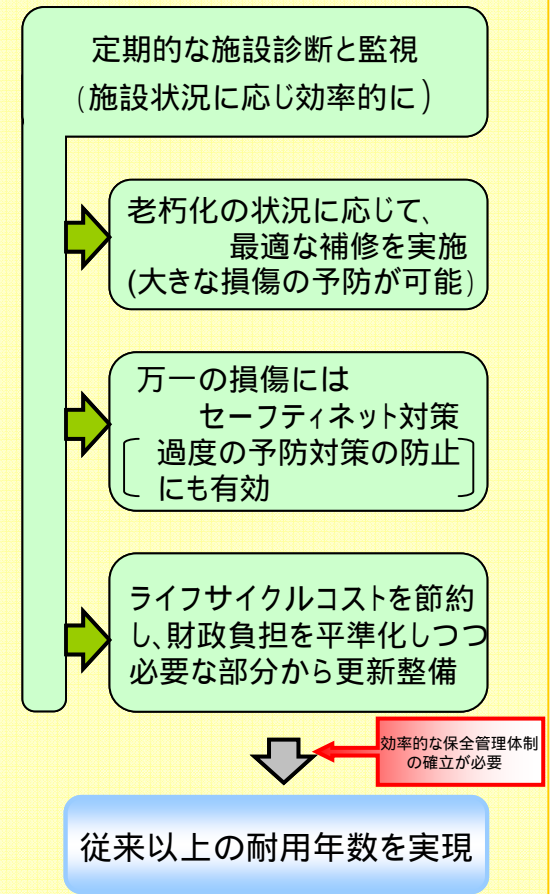 定期的な施設診断と監視
(施設状況に応じ効率的に)
老朽化の状況に応じて、
最適な補修を実施
(大きな損傷の予防が可能)
万一の損傷には
セーフティネット対策
過度の予防対策の防止
にも有効
ライフサイクルコストを節約
し、財政負担を平準化しつつ
必要な部分から更新整備
効率的な保全管理体制
の確立が必要
従来以上の耐用年数を実現